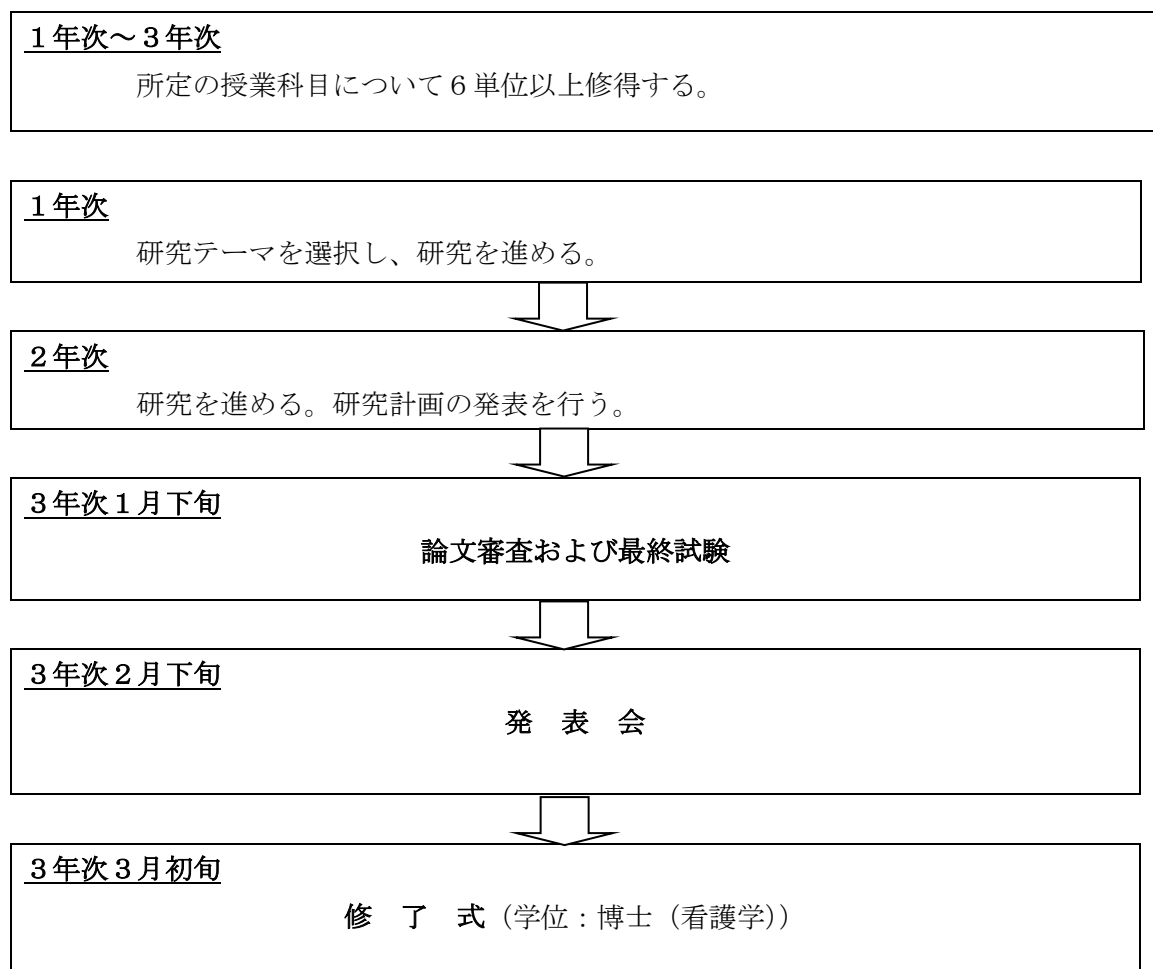 １年次～３年次
所定の授業科目について６単位以上修得する。
１年次
研究テーマを選択し、研究を進める。
２年次
研究を進める。研究計画の発表を行う。
３年次１月下旬
論文審査および最終試験
３年次２月下旬
発　表　会
３年次３月初旬
修　了　式（学位：博士（看護学））